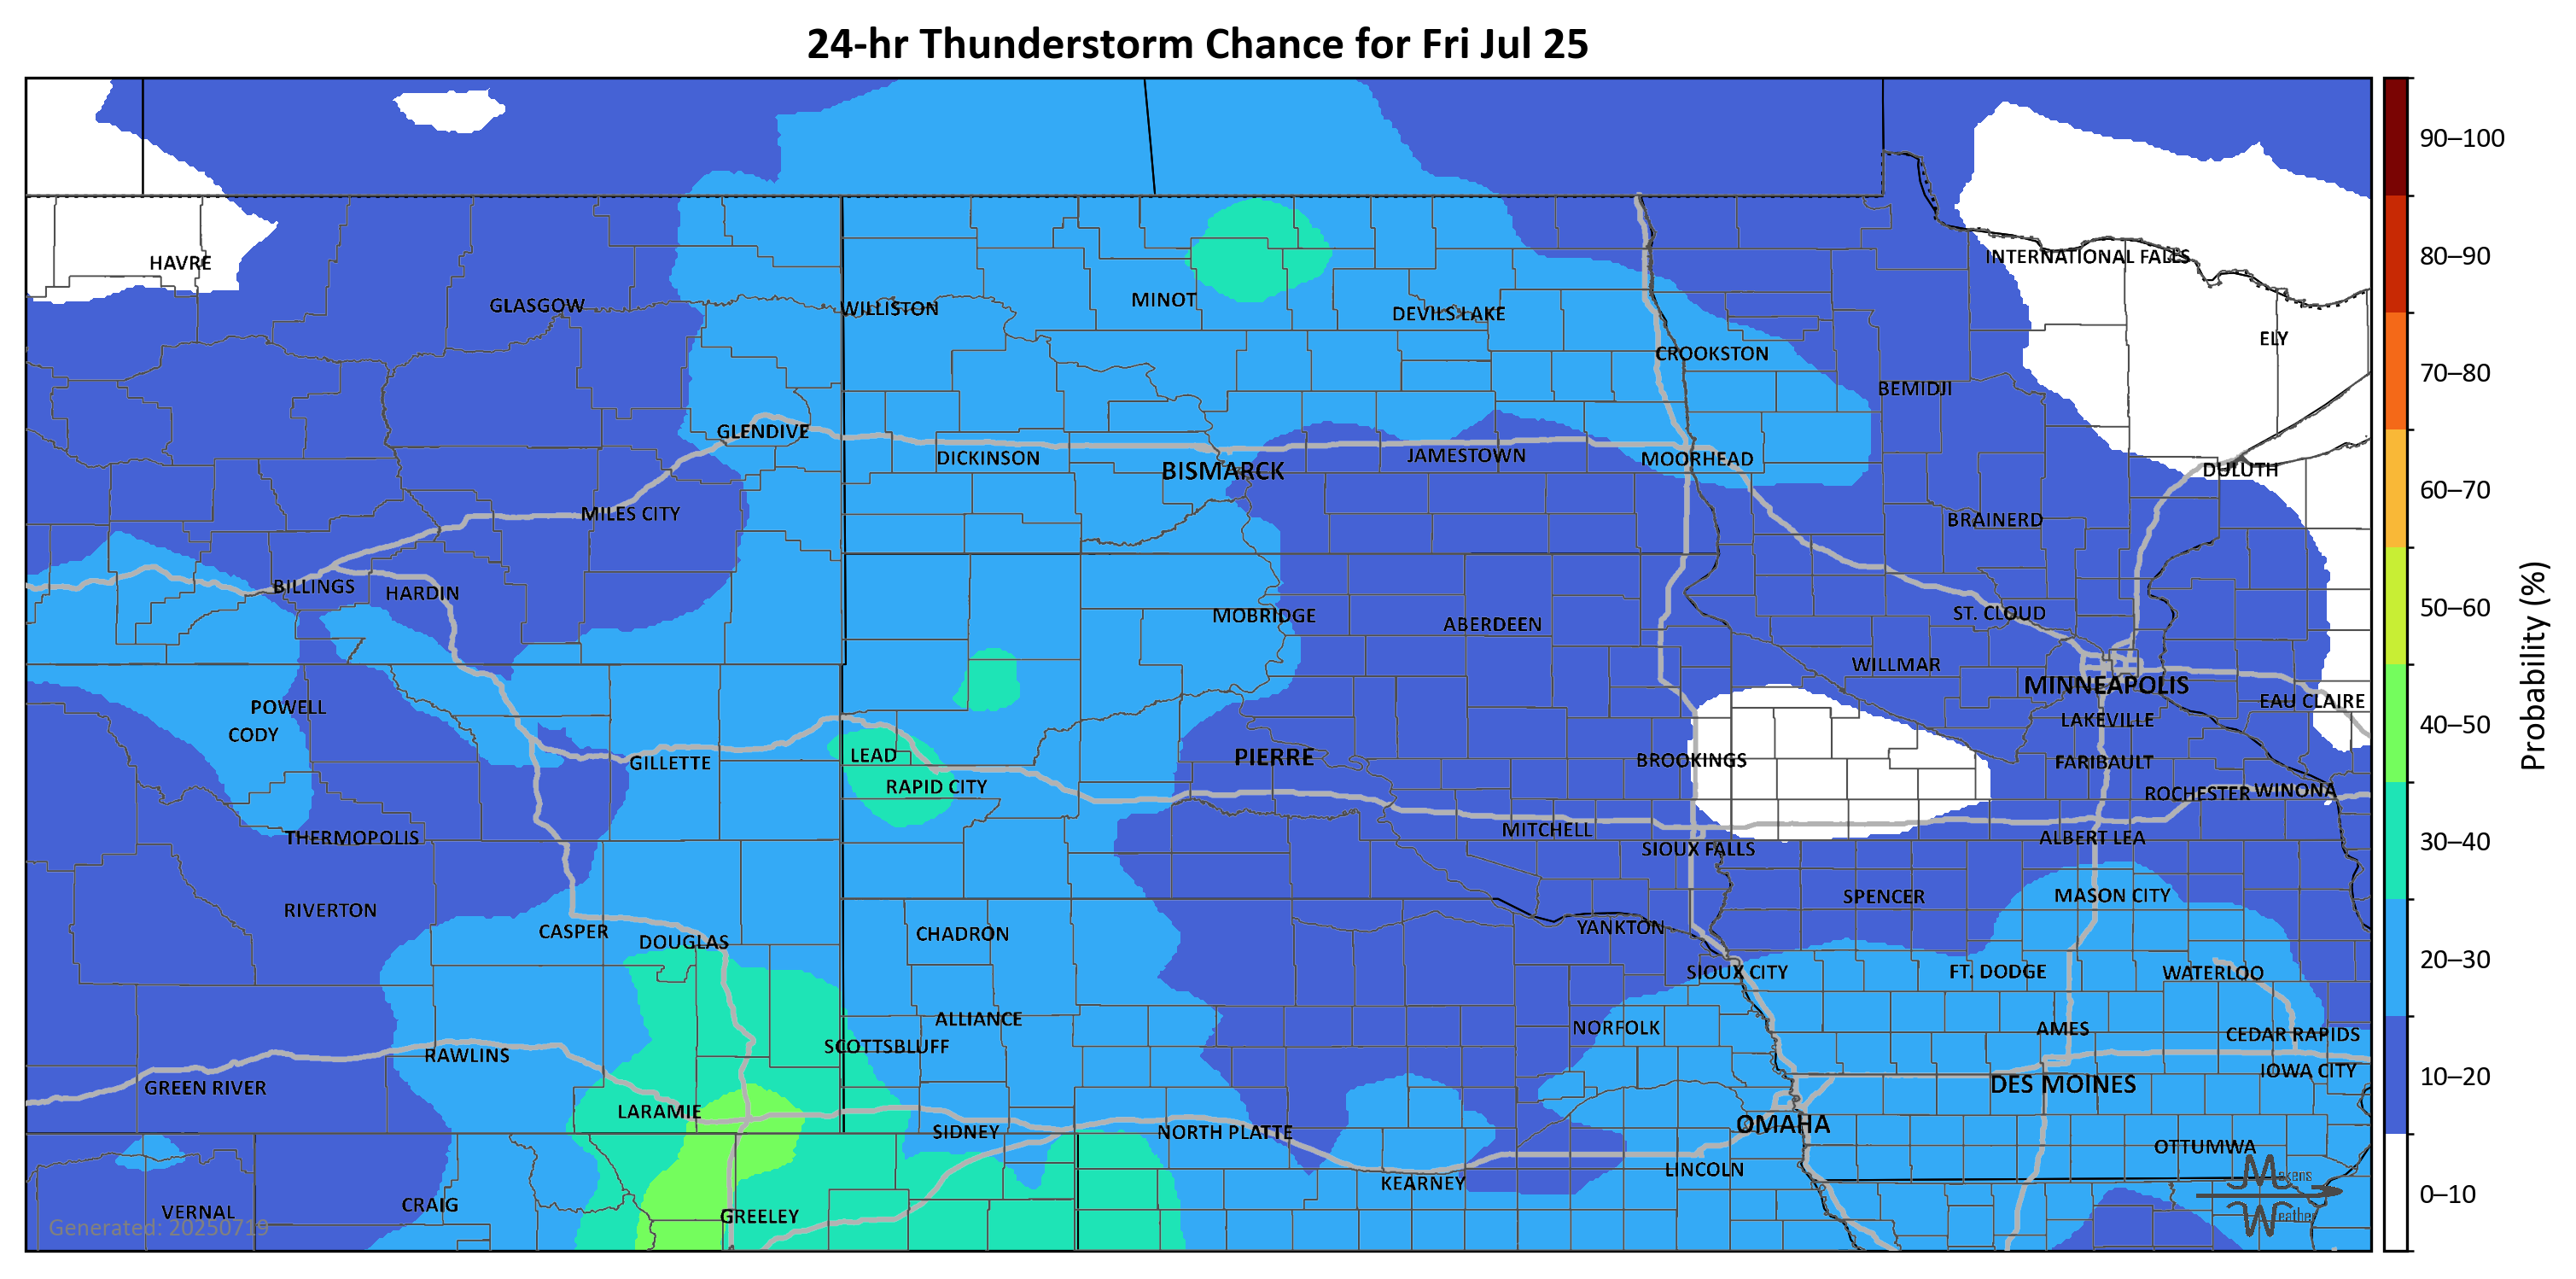 24-hr Thunderstorm Chance for Fri Jul 25
90–100
80–90
70–80
60–70
50–60
40–50
30–40
20–30
10–20
0–10
Probability (%)
HAVRE
INTERNATIONAL FALLS
GLASGOW
WILLISTON
MINOT
DEVILS LAKE
ELY
CROOKSTON
BEMIDJI
GLENDIVE
DICKINSON
BISMARCK
JAMESTOWN
MOORHEAD
DULUTH
MILES CITY
BRAINERD
BILLINGS
HARDIN
MOBRIDGE
ABERDEEN
ST. CLOUD
WILLMAR
MINNEAPOLIS
POWELL
EAU CLAIRE
CODY
LAKEVILLE
GILLETTE
LEAD
PIERRE
BROOKINGS
FARIBAULT
RAPID CITY
ROCHESTER
WINONA
THERMOPOLIS
MITCHELL
ALBERT LEA
SIOUX FALLS
RIVERTON
SPENCER
MASON CITY
CASPER
DOUGLAS
CHADRON
YANKTON
SIOUX CITY
FT. DODGE
WATERLOO
ALLIANCE
NORFOLK
AMES
CEDAR RAPIDS
RAWLINS
SCOTTSBLUFF
GREEN RIVER
DES MOINES
IOWA CITY
LARAMIE
OMAHA
SIDNEY
NORTH PLATTE
OTTUMWA
LINCOLN
KEARNEY
VERNAL
CRAIG
GREELEY
Generated: 20250719
Makens
Weather